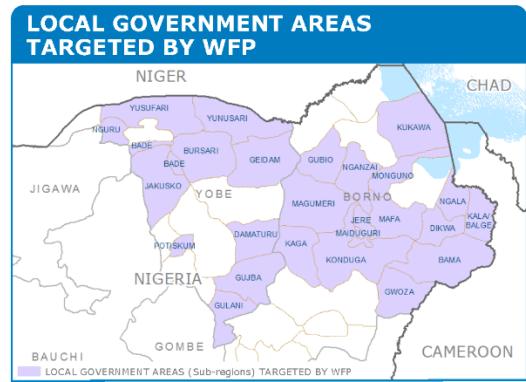 LOCAL GOVERNMENT AREAS
TARGETED BY WFP
NIGER
CHAD
YUSUFARI
YUNUSARI
NGURU
KUKAWA
BADE
BURSARI
BADE
GEIDAM
GUBIO
NGANZAI
MONGUNO
JIGAWA
JAKUSKO
YOBE
MAGUMERI
BORNO
NGALA
JERE
MAFA
KALA/
BALGE
DAMATURU
MAIDUGURI
DIKWA
POTISKUM
KAGA
KONDUGA
BAMA
NIGERIA
GUJBA
GWOZA
GULANI
BAUCHI
GOMBE
CAMEROON
LOCAL GOVERNMENT AREAS (Sub-regions) TARGETED BY WFP